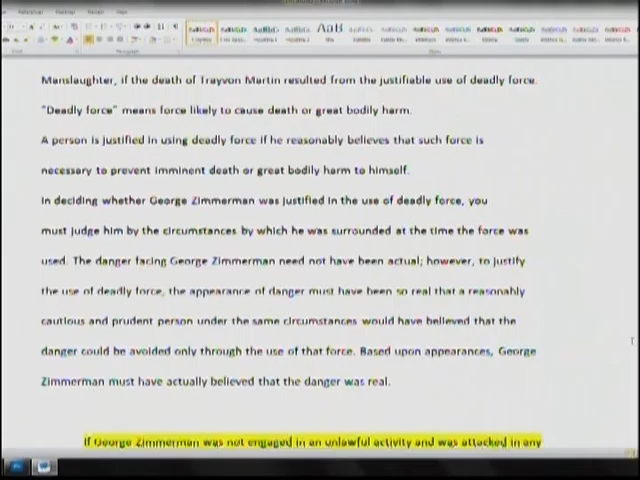 Manslaughter, if the death of Trayvon Martin resulted from the justifiable use of deadly force.
"Deadly force" means force likely to cause death or great bodily harm.
A person is justified in using deadly force if he reasonably believes that such force is
necessary to prevent imminent death or great bodily harm to himself.
In deciding whether George Zimmerman was justified in the use of deadly force, you
must judge him by the circumstances by which he was surrounded at the time the force was
used. The danger facing George Zimmerman need not have been actual; however, to justify
the use of deadly force, the appearance of danger must have been so real that a reasonably
cautious and prudent person under the same circumstances would have believed that the
danger could be avoided only through the use of that force. Based upon appearances, George
Zimmerman must have actually believed that the danger was real.
If George Zimmerman was not engaged in an unlawful activity and was attacked in any